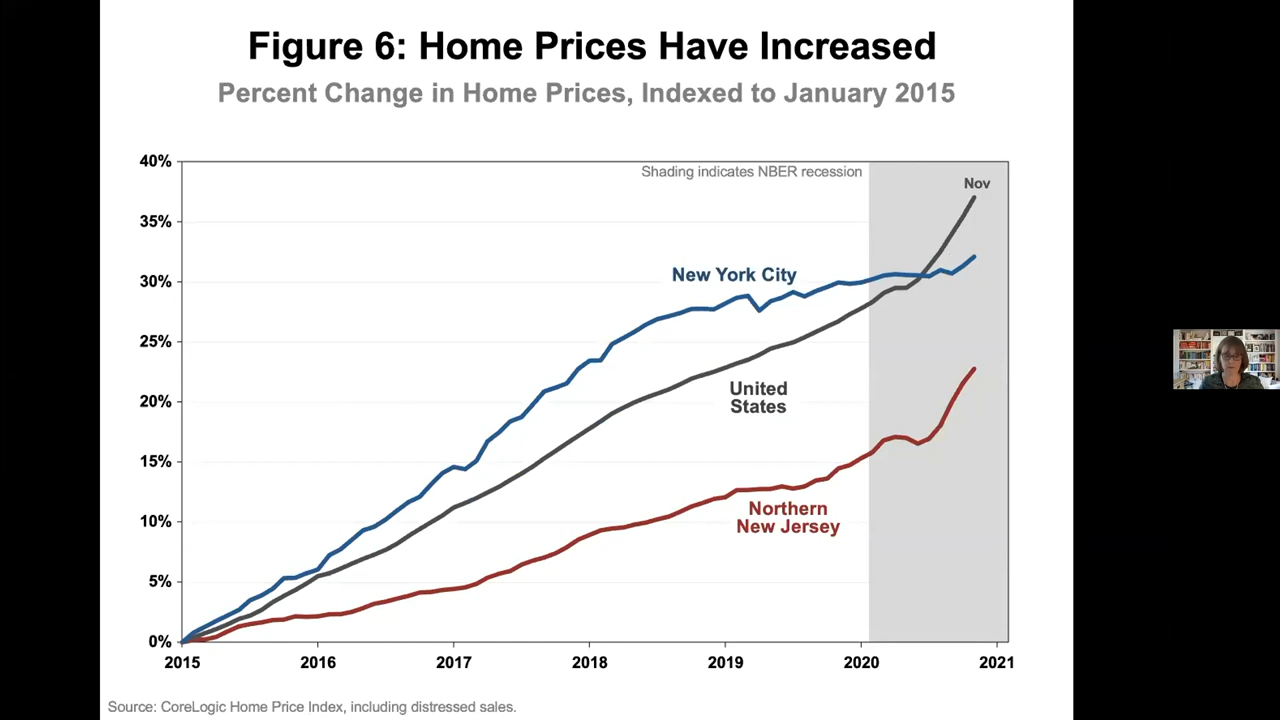 Figure 6: Home Prices Have Increased
Percent Change in Home Prices, Indexed to January 2015
40%
Shading indicates NBER recession
Nov
35%
New York City
30%
25%
United
States
20%
15%
Northern
New Jersey
10%
5%
0%
2015 2016 2017 2018 2019 2020 2021
Source: CoreLogic Home Price Index, including distressed sales.